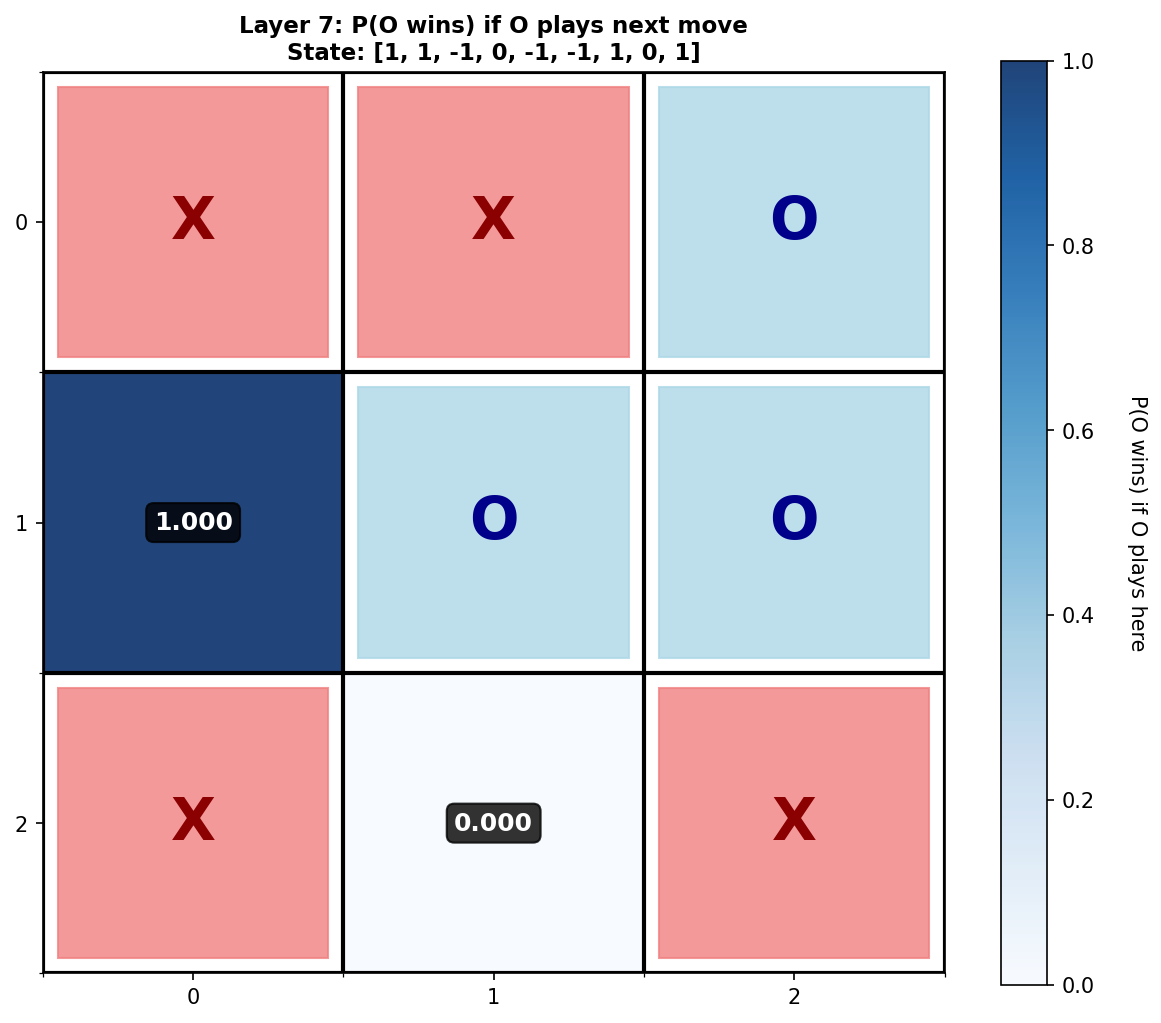 Layer 7: P(O wins) if O plays next move
State: [1, 1, -1, 0, -1, -1, 1, 0, 1]
X X O
1.000 O O
X 0.000 X
0
1
2
0 1 2
1.0
0.8
0.6
0.4
0.2
0.0
P(O wins) if O plays here